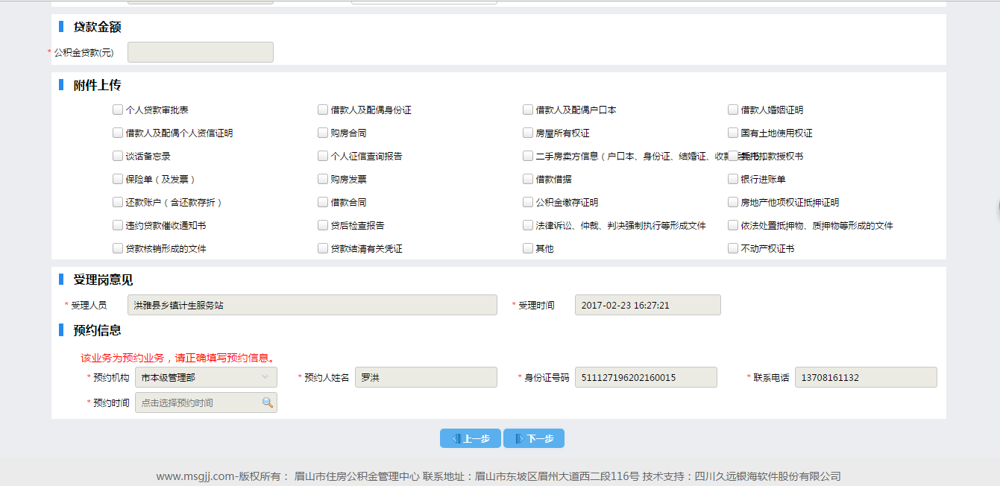 贷款金额
* 公积金贷款(元)
附件上传
个人贷款审批表 借款人及配偶身份证 借款人及配偶户口本 借款人婚姻证明
借款人及配偶个人资信证明 购房合同 房屋所有权证 国有土地使用权证
谈话备忘录 个人征信查询报告 二手房卖方信息（户口本、身份证、结婚证、收款 扣款授权书
保险单（及发票） 购房发票 借款借据 银行进账单
还款账户（含还款存折） 借款合同 公积金缴存证明 房地产他项权证抵押证明
违约贷款催收通知书 贷后检查报告 法律诉讼、仲裁、判决强制执行等形成文件 依法处置抵押物、质押物等形成的文件
贷款核销形成的文件 贷款结清有关凭证 其他 不动产权证书
受理岗意见
* 受理人员 洪雅县乡镇计生服务站 * 受理时间 2017-02-23 16:27:21
预约信息
该业务为预约业务，请正确填写预约信息。
* 预约机构 市本级管理部 * 预约人姓名 罗洪 * 身份证号码 511127196202160015 * 联系电话 13708161132
* 预约时间 点击选择预约时间
上一步 下一步
www.msgjj.com-版权所有： 眉山市住房公积金管理中心 联系地址：眉山市东坡区眉州大道西二段116号 技术支持：四川久远银海软件股份有限公司